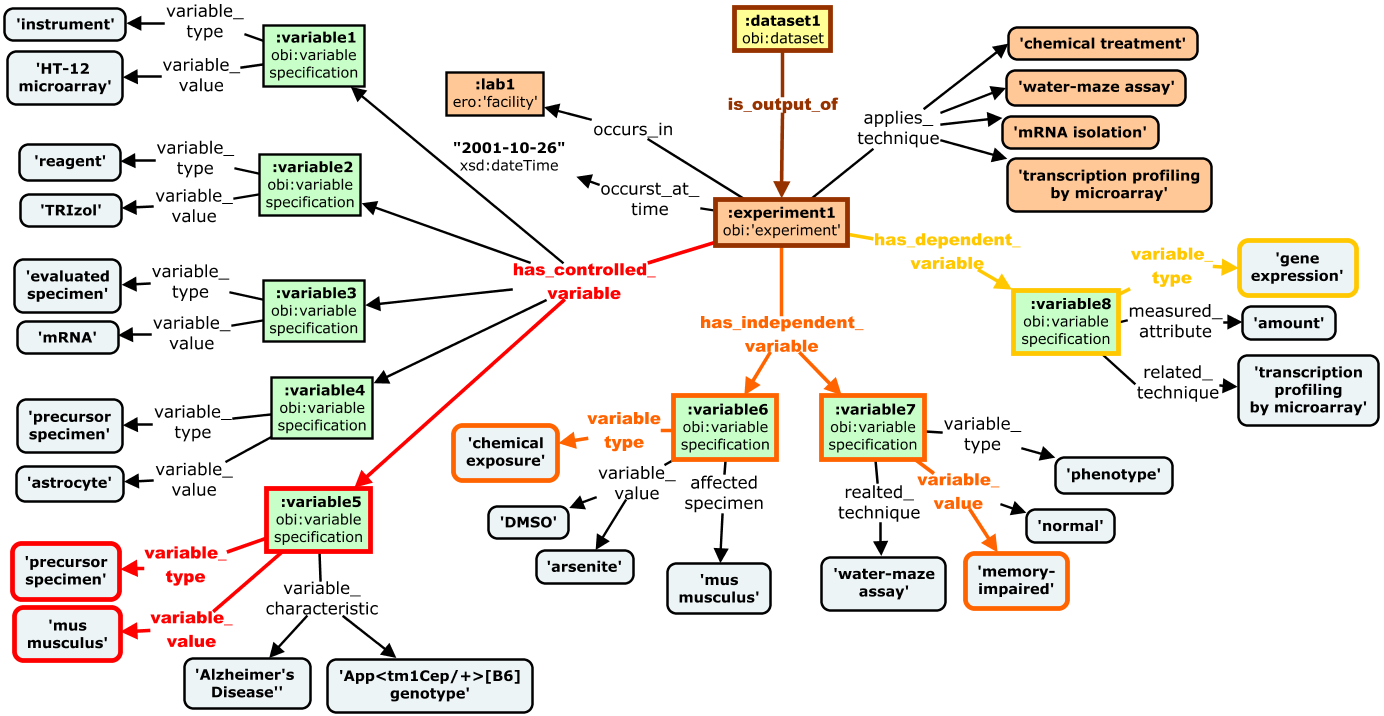 :dataset1
obi:dataset
is_output_of
:experiment1
obi:'experiment'
occurs_in
:lab1
ero:'facility'
occurst_at_
time
"2001-10-26"
xsd:dateTime
applies_
technique
'chemical treatment'
'water-maze assay'
'mRNA isolation'
'transcription profiling
by microarray'
has_controlled_
variable
:variable1
obi:variable
specification
variable_
type
'instrument'
variable_
value
'HT-12
microarray'
:variable2
obi:variable
specification
variable_
type
'reagent'
variable_
value
'TRIzol'
:variable3
obi:variable
specification
variable_
type
'evaluated
specimen'
variable_
value
'mRNA'
:variable4
obi:variable
specification
variable_
type
'precursor
specimen'
variable_
value
'astrocyte'
:variable5
obi:variable
specification
variable_
type
'precursor
specimen'
variable_
value
'mus
musculus'
variable_
characteristic
'Alzheimer's
Disease''
'App<tm1Cep/+>[B6]
genotype'
has_independent_
variable
:variable6
obi:variable
specification
variable_
type
'chemical
exposure'
variable_
value
'DMSO'
'arsenite'
affected_
specimen
'mus
musculus'
:variable7
obi:variable
specification
variable_
type
'phenotype'
variable_
value
'normal'
'memory-
impaired'
realted_
technique
'water-maze
assay'
has_dependent_
variable
:variable8
obi:variable
specification
variable_
type
'gene
expression'
measured_
attribute
'amount'
related_
technique
'transcription
profiling
by microarray'